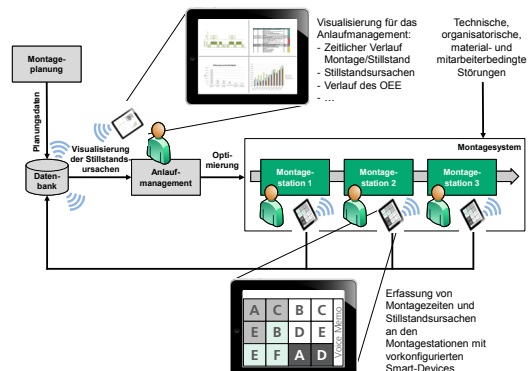 Montage-
planung
Planungsdaten
Daten-
bank
Visualisierung
der Stillstands-
ursachen
Anlauf-
management
Opti-
mierung
Visualisierung für das
Anlaufmanagement:
- Zeitlicher Verlauf
Montage/Stillstand
- Stillstandsursachen
- Verlauf des OEE
- ...
Technische,
organisatorische,
material- und
mitarbeiterbedingte
Störungen
Montagesystem
Montage-
station 1
Montage-
station 2
Montage-
station 3
A C B C
E B D E
E F A D
Voice Memo
Erfassung von
Montagezeiten und
Stillstandsursachen
an den
Montagestationen mit
vorkonfigurierten
Smart-Devices